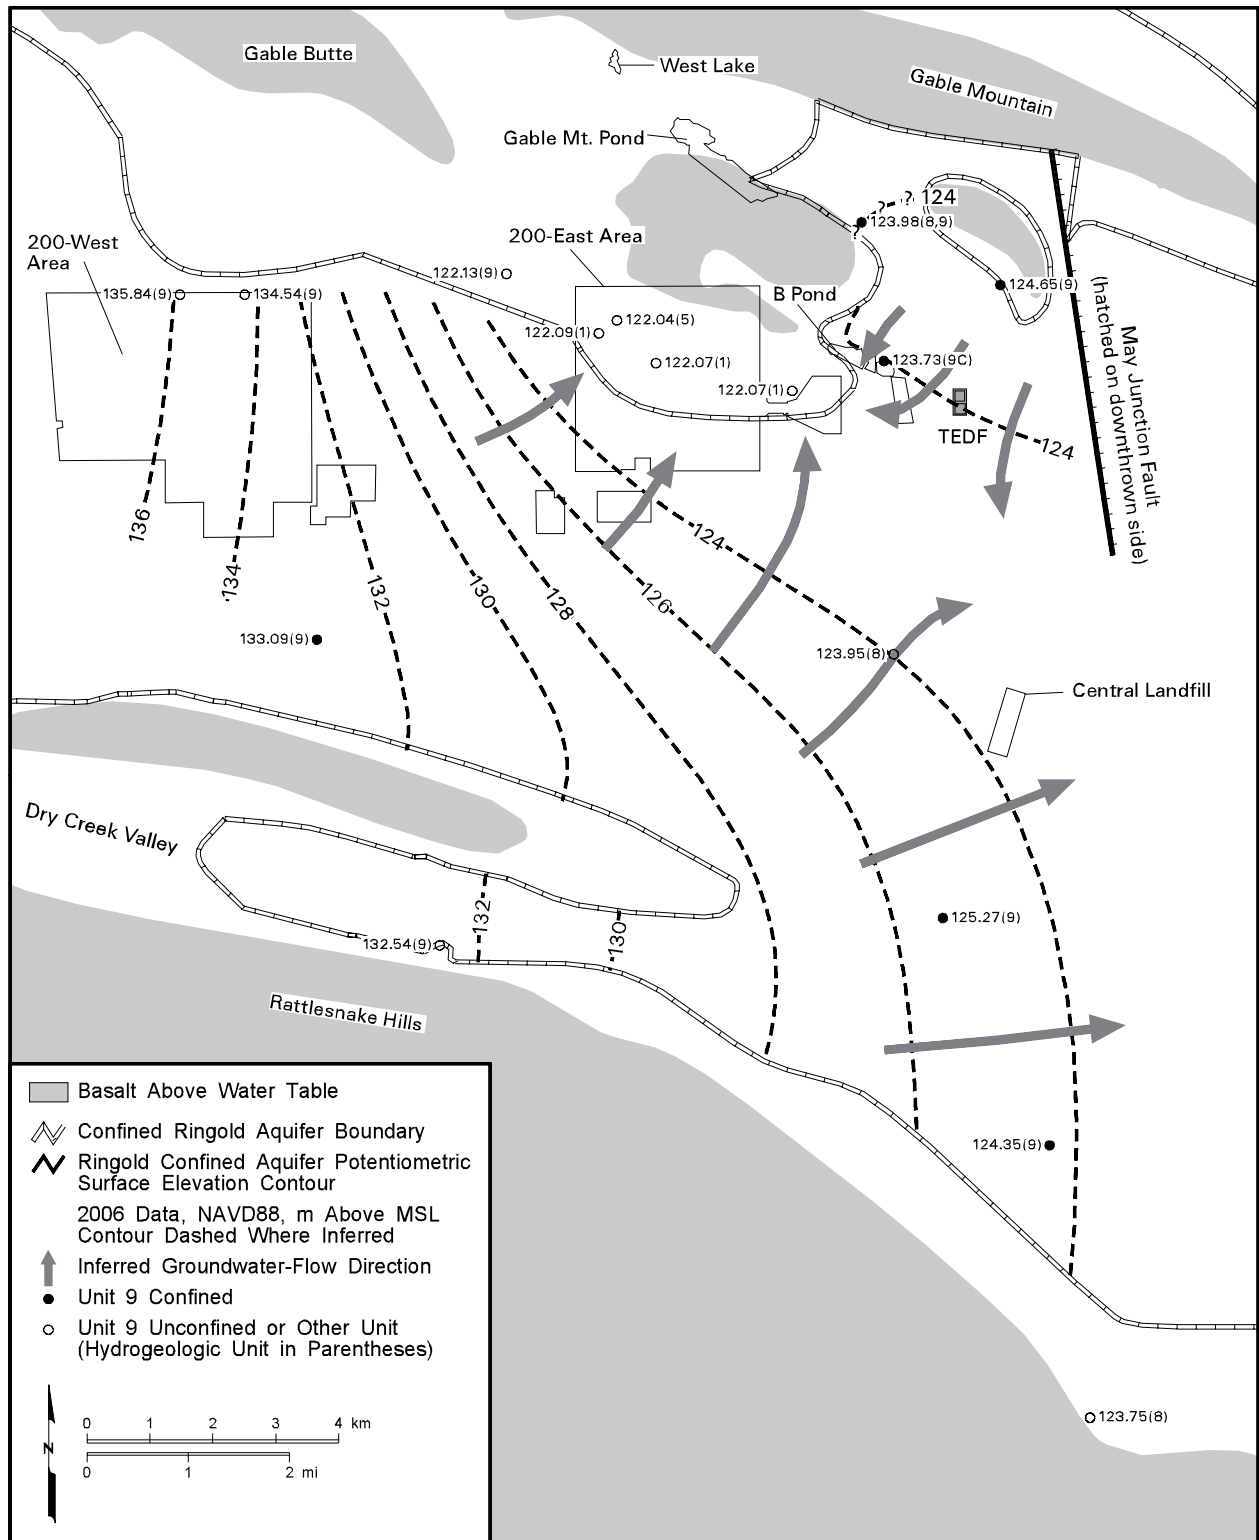 Gable Butte
West Lake
Gable Mountain
Gable Mt. Pond
? ? 124
123.98(8,9)
?
200-West
Area
200-East Area
122.13(9)
135.84(9)
134.54(9)
B Pond
124.65(9)
122.04(5)
122.09(1)
122.07(1)
122.07(1)
123.73(9C)
May Junction Fault
(hatched on downthrown side)
TEDF
124
136
134
132
130
128
126
124
133.09(9)
123.95(8)
Central Landfill
Dry Creek Valley
132
130
132.54(9)
125.27(9)
Rattlesnake Hills
124.35(9)
123.75(8)
Basalt Above Water Table
Confined Ringold Aquifer Boundary
Ringold Confined Aquifer Potentiometric
Surface Elevation Contour
2006 Data, NAVD88, m Above MSL
Contour Dashed Where Inferred
Inferred Groundwater-Flow Direction
Unit 9 Confined
Unit 9 Unconfined or Other Unit
(Hydrogeologic Unit in Parentheses)
N
0 1 2 3 4 km
0 1 2 mi